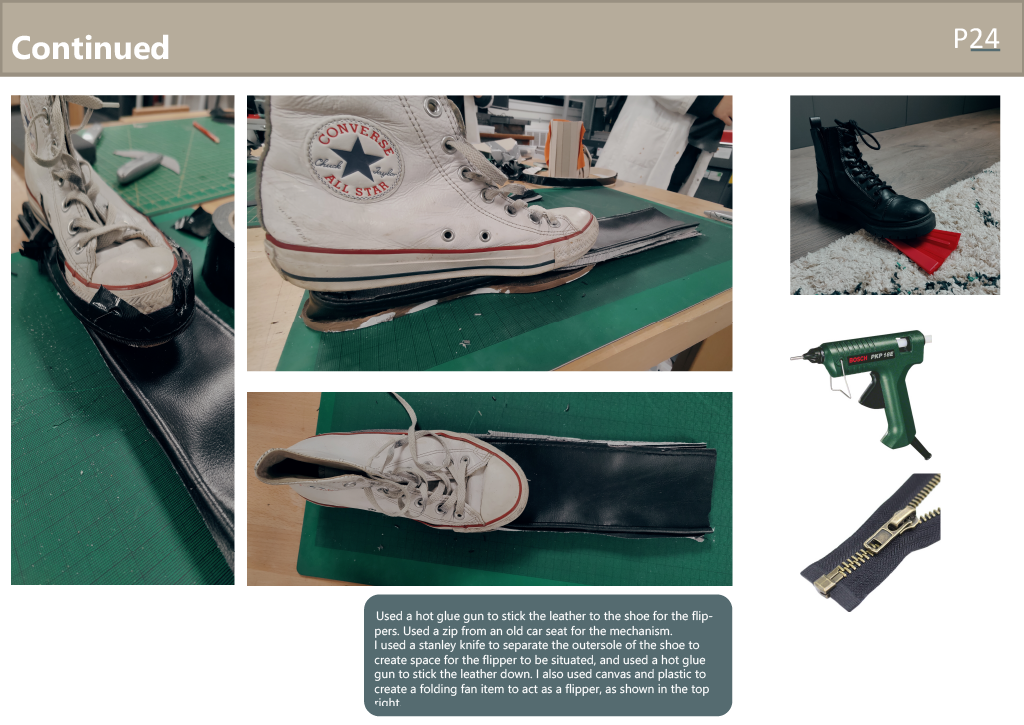 Continued
P24
CONVERSE
Chuck Taylor
ALL STAR
BOSCH PKP 18E
Used a hot glue gun to stick the leather to the shoe for the flip-
pers. Used a zip from an old car seat for the mechanism.
I used a stanley knife to separate the outersole of the shoe to
create space for the flipper to be situated, and used a hot glue
gun to stick the leather down. I also used canvas and plastic to
create a folding fan item to act as a flipper, as shown in the top
right.